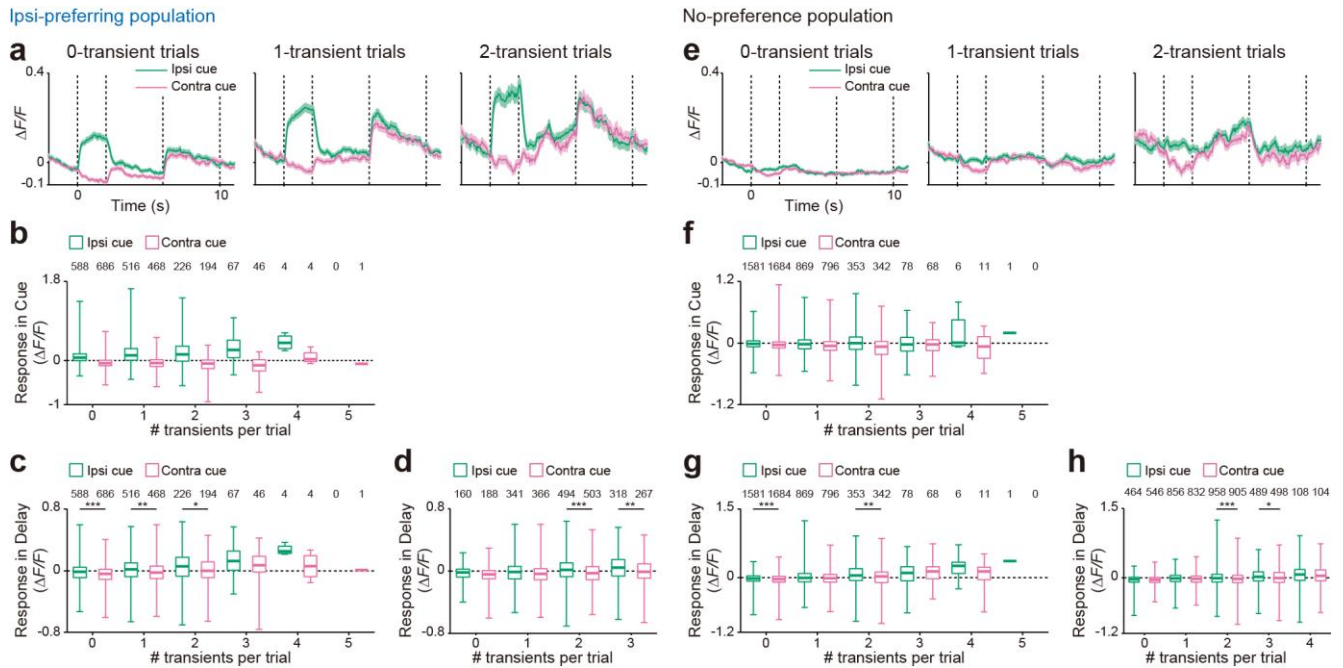 Ipsi-preferring population
No-preference population
a
0-transient trials
1-transient trials
2-transient trials
Ipsi cue
Contra cue
0.4
ΔF/F
0
-0.1
0
10
Time (s)
e
0-transient trials
1-transient trials
2-transient trials
Ipsi cue
Contra cue
0.4
ΔF/F
0
-0.1
0
10
Time (s)
b
Ipsi cue Contra cue
588 686 516 468 226 194 67 46 4 4 0 1
1.8
0
-1
Response in Cue
(ΔF/F)
0 1 2 3 4 5
# transients per trial
f
Ipsi cue Contra cue
1581 1684 869 796 353 342 78 68 6 11 1 0
1.2
0
-1.2
Response in Cue
(ΔF/F)
0 1 2 3 4 5
# transients per trial
c
Ipsi cue Contra cue
588 686 516 468 226 194 67 46 4 4 0 1
*** ** *
0.8
0
-0.8
Response in Delay
(ΔF/F)
0 1 2 3 4 5
# transients per trial
d
Ipsi cue Contra cue
160 188 341 366 494 503 318 267
*** **
0.8
0
-0.8
Response in Delay
(ΔF/F)
0 1 2 3
# transients per trial
g
Ipsi cue Contra cue
1581 1684 869 796 353 342 78 68 6 11 1 0
*** **
1.5
0
-1.2
Response in Delay
(ΔF/F)
0 1 2 3 4 5
# transients per trial
h
Ipsi cue Contra cue
464 546 856 832 958 905 489 498 108 104
*** *
1.5
0
-1.2
Response in Delay
(ΔF/F)
0 1 2 3 4
# transients per trial